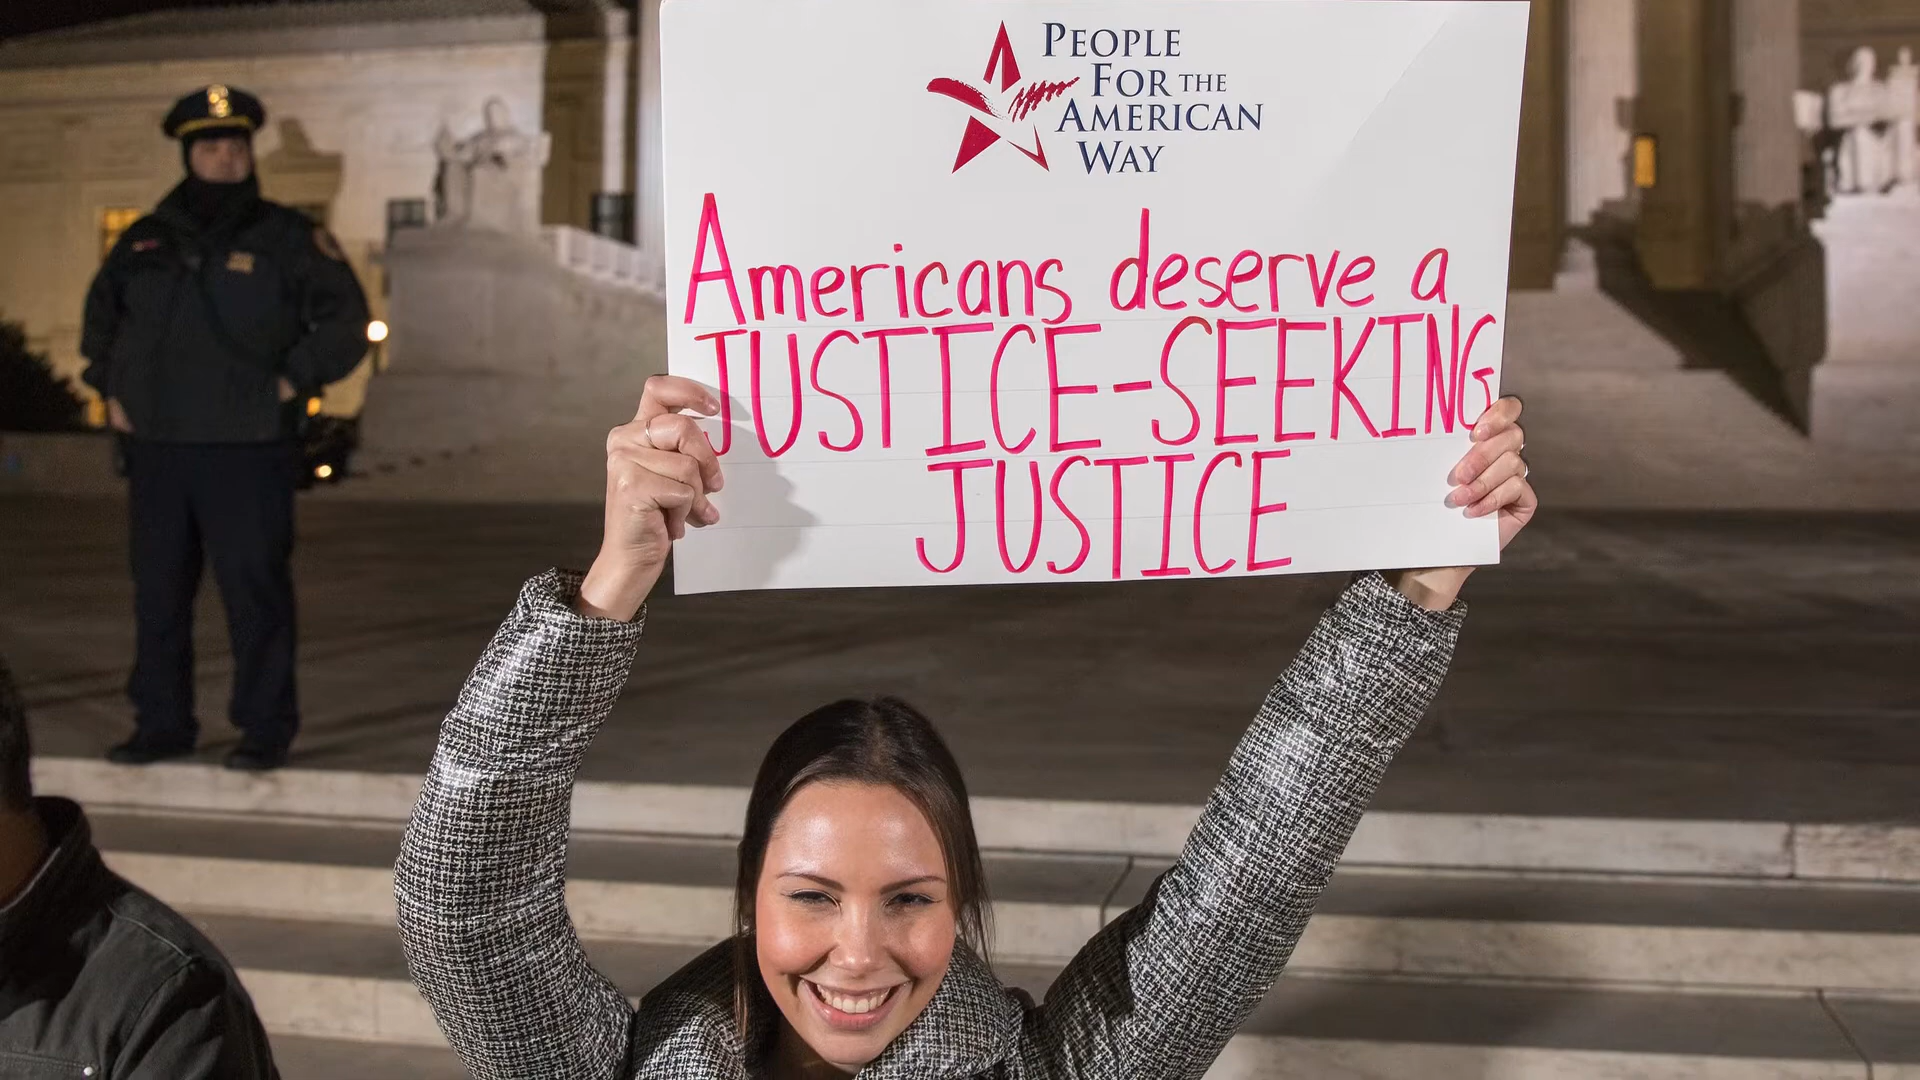 PEOPLE
FOR THE
AMERICAN
WAY
Americans deserve a
JUSTICE-SEEKING
JUSTICE